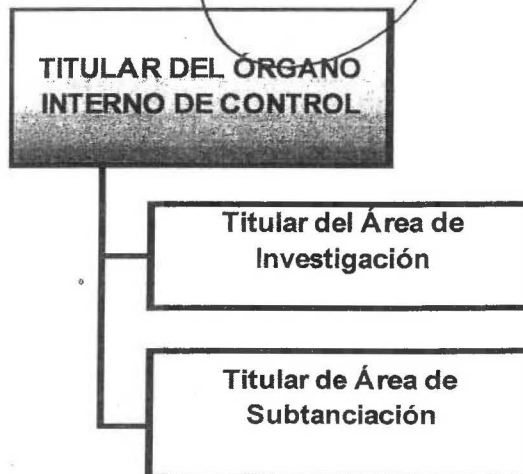 TITULAR DEL ÓRGANO
INTERNO DE CONTROL
Titular del Área de
Investigación
Titular de Área de
Subtanciación